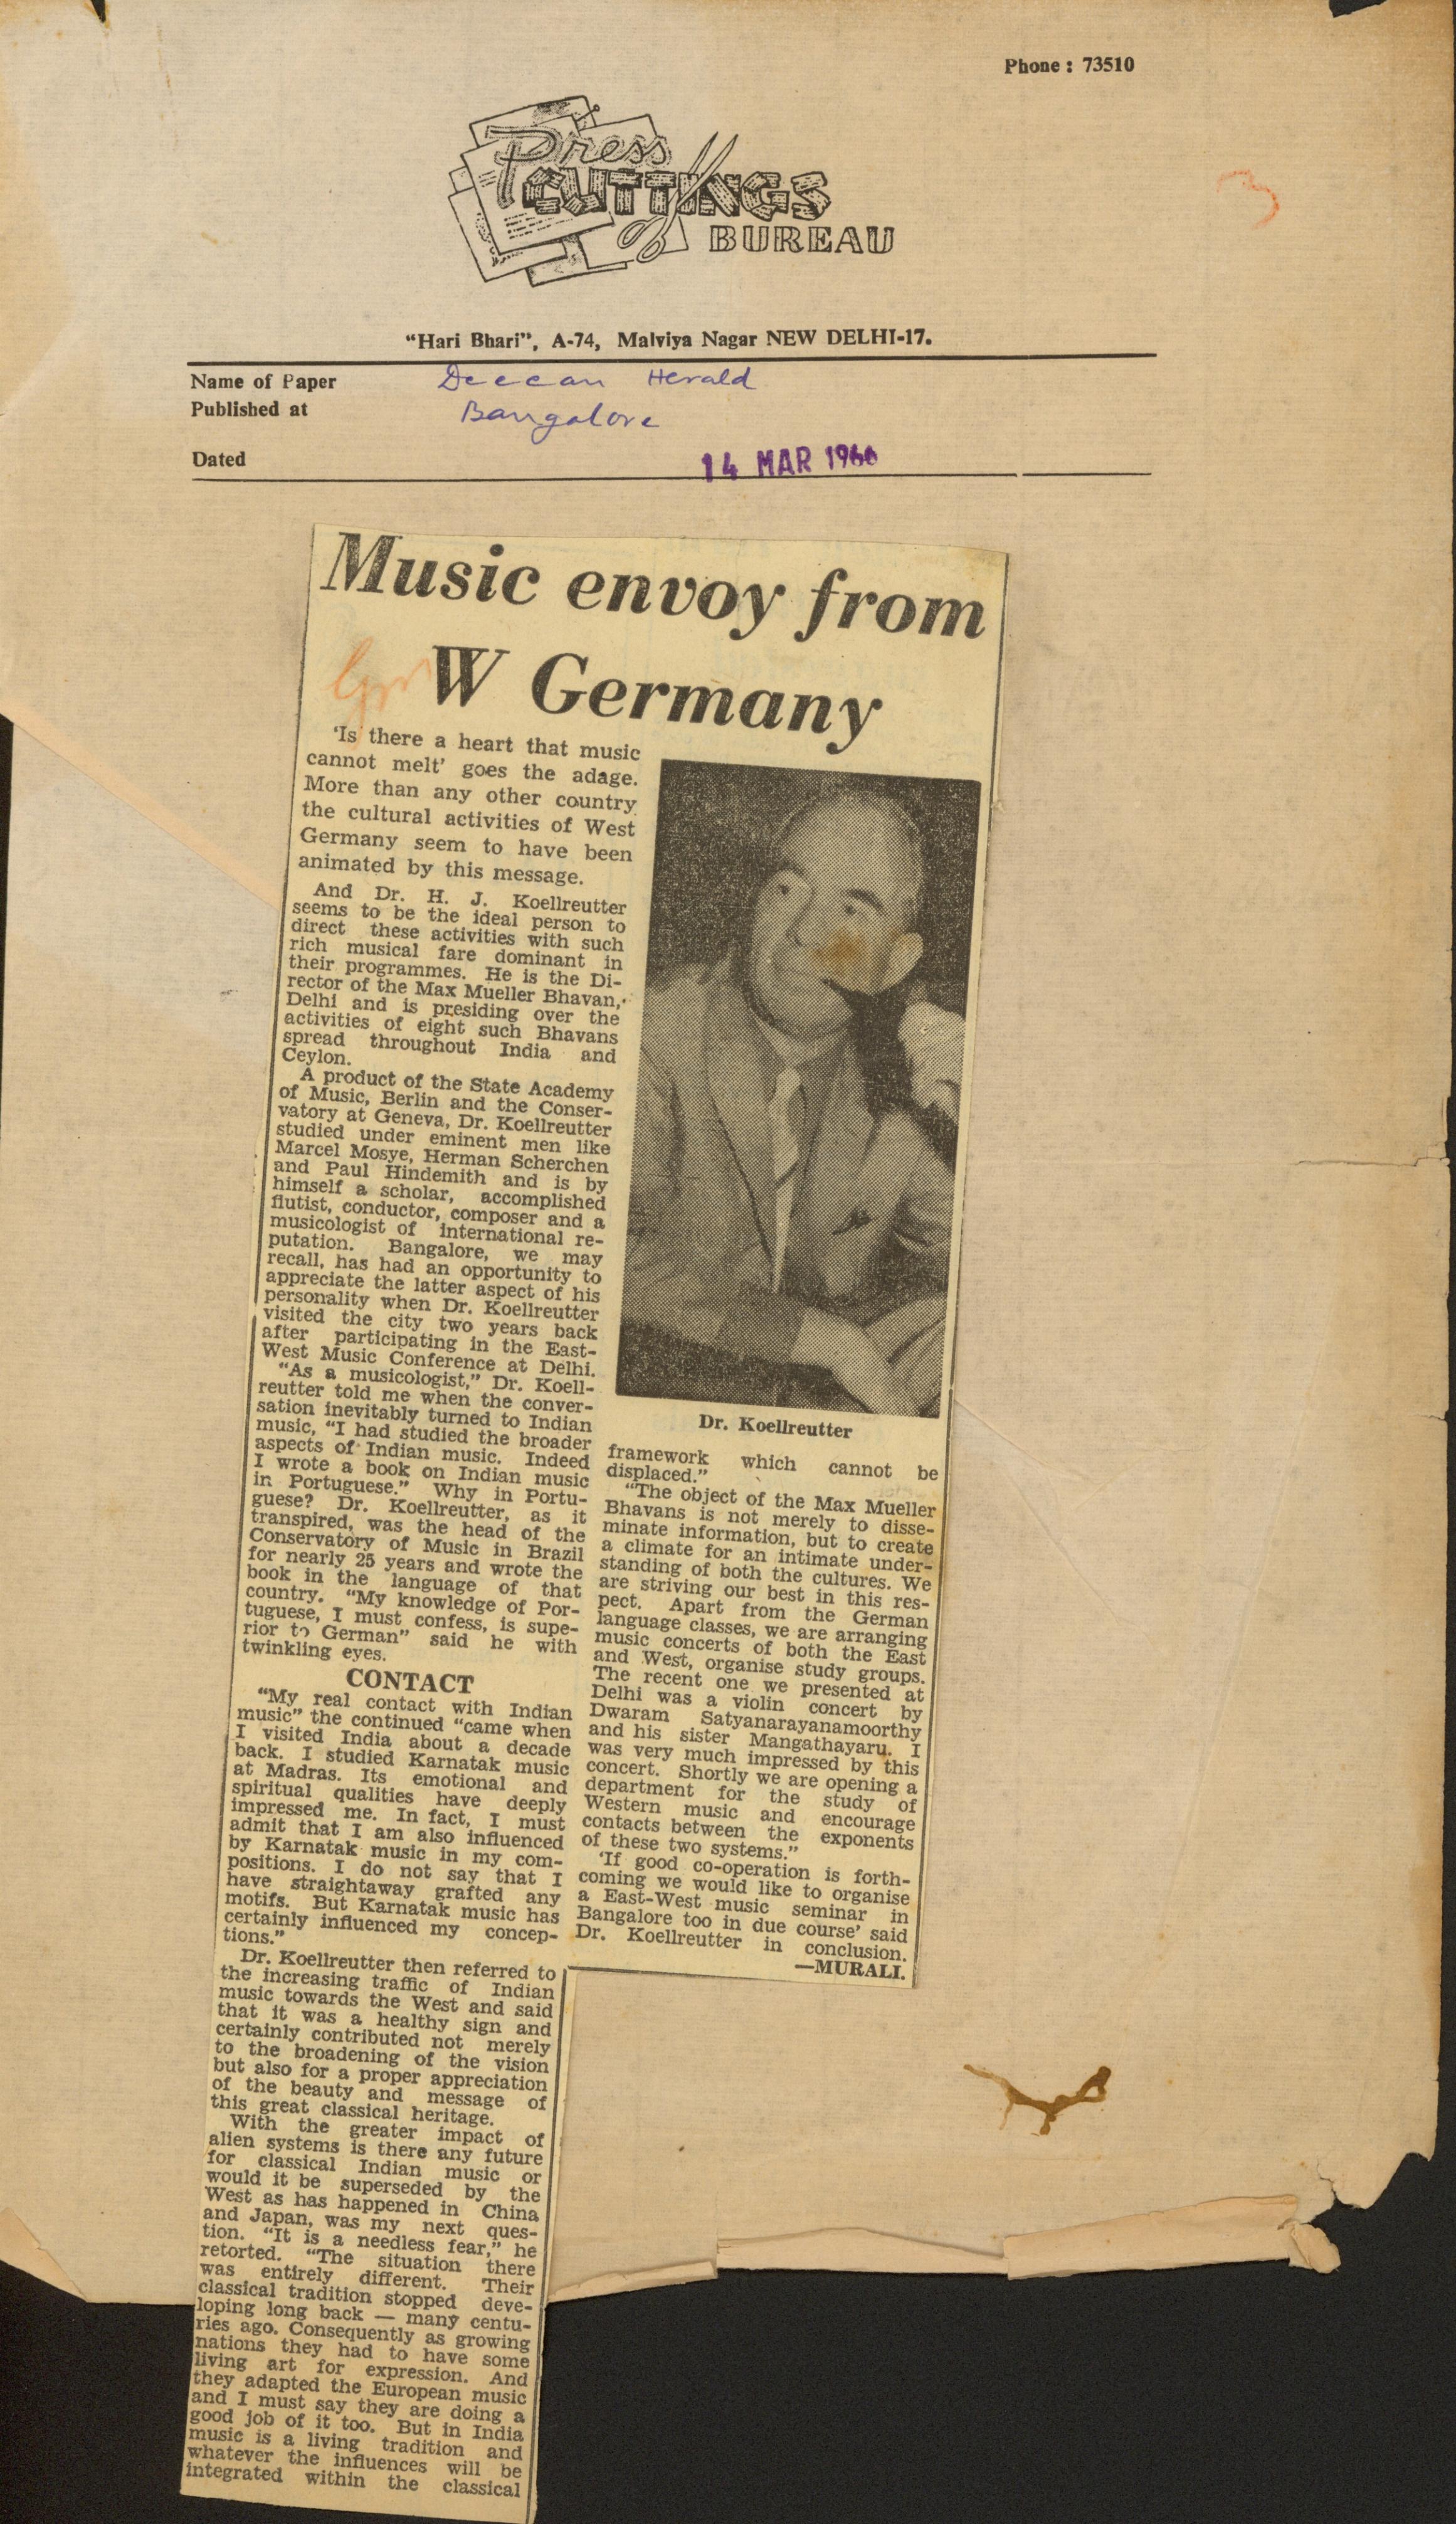 Phone : 73510
Press
CUTTINGS
BUREAU
"Hari Bhari", A-74, Malviya Nagar NEW DELHI-17.
Name of Paper Deccan Herald
Published at Bangalore
Dated 14 MAR 1966
3
Music envoy from
W Germany
'Is there a heart that music
cannot melt' goes the adage.
More than any other country
the cultural activities of West
Germany seem to have been
animated by this message.
And Dr. H. J. Koellreutter
seems to be the ideal person to
direct these activities with such
rich musical fare dominant in
their programmes. He is the Di-
rector of the Max Mueller Bhavan,
Delhi and is presiding over the
activities of eight such Bhavans
spread throughout India and
Ceylon.
A product of the State Academy
of Music, Berlin and the Conser-
vatory at Geneva, Dr. Koellreutter
studied under eminent men like
Marcel Mosye, Herman Scherchen
and Paul Hindemith and is by
himself a scholar, accomplished
flutist, conductor, composer and a
musicologist of international re-
putation. Bangalore, we may
recall, has had an opportunity to
appreciate the latter aspect of his
personality when Dr. Koellreutter
visited the city two years back
after participating in the East-
West Music Conference at Delhi.
"As a musicologist," Dr. Koell-
reutter told me when the conver-
sation inevitably turned to Indian
music, "I had studied the broader
aspects of Indian music. Indeed
I wrote a book on Indian music
in Portuguese." Why in Portu-
guese? Dr. Koellreutter, as it
transpired, was the head of the
Conservatory of Music in Brazil
for nearly 25 years and wrote the
book in the language of that
country. "My knowledge of Por-
tuguese, I must confess, is supe-
rior to German" said he with
twinkling eyes.
CONTACT
"My real contact with Indian
music" the continued "came when
I visited India about a decade
back. I studied Karnatak music
at Madras. Its emotional and
spiritual qualities have deeply
impressed me. In fact, I must
admit that I am also influenced
by Karnatak music in my com-
positions. I do not say that I
have straightaway grafted any
motifs. But Karnatak music has
certainly influenced my concep-
tions."
Dr. Koellreutter then referred to
the increasing traffic of Indian
music towards the West and said
that it was a healthy sign and
certainly contributed not merely
to the broadening of the vision
but also for a proper appreciation
of the beauty and message of
this great classical heritage.
With the greater impact of
alien systems is there any future
for classical Indian music or
would it be superseded by the
West as has happened in China
and Japan, was my next ques-
tion. "It is a needless fear," he
retorted. "The situation there
was entirely different. Their
classical tradition stopped deve-
loping long back — many centu-
ries ago. Consequently as growing
nations they had to have some
living art for expression. And
they adapted the European music
and I must say they are doing a
good job of it too. But in India
music is a living tradition and
whatever the influences will be
integrated within the classical
Dr. Koellreutter
framework which cannot be
displaced."
"The object of the Max Mueller
Bhavans is not merely to disse-
minate information, but to create
a climate for an intimate under-
standing of both the cultures. We
are striving our best in this res-
pect. Apart from the German
language classes, we are arranging
music concerts of both the East
and West, organise study groups.
The recent one we presented at
Delhi was a violin concert by
Dwaram Satyanarayanamoorthy
and his sister Mangathayaru. I
was very much impressed by this
concert. Shortly we are opening a
department for the study of
Western music and encourage
contacts between the exponents
of these two systems."
'If good co-operation is forth-
coming we would like to organise
a East-West music seminar in
Bangalore too in due course' said
Dr. Koellreutter in conclusion.
—MURALI.